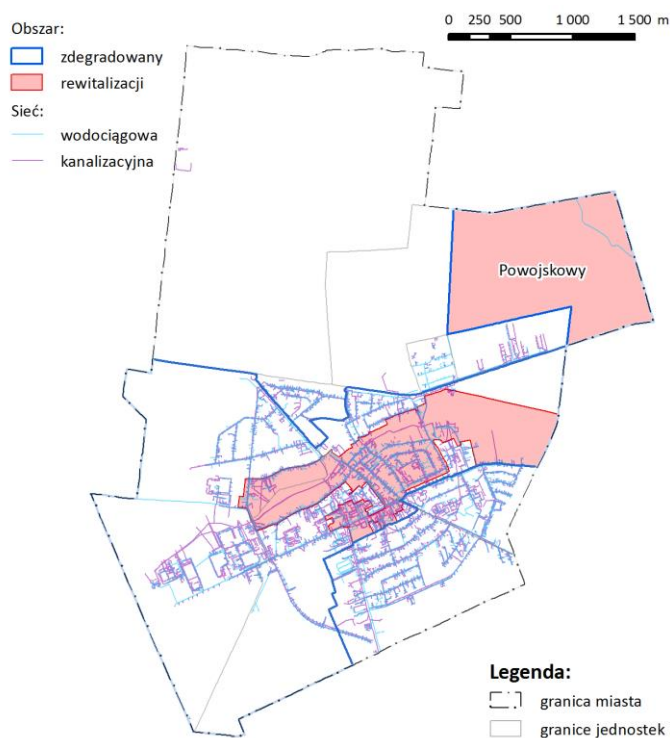 Obszar:
zdegradowany
rewitalizacji
Sieć:
wodociągowa
kanalizacyjna
0 250 500 1 000 1 500 m
Powojskowy
Legenda:
granica miasta
granice jednostek